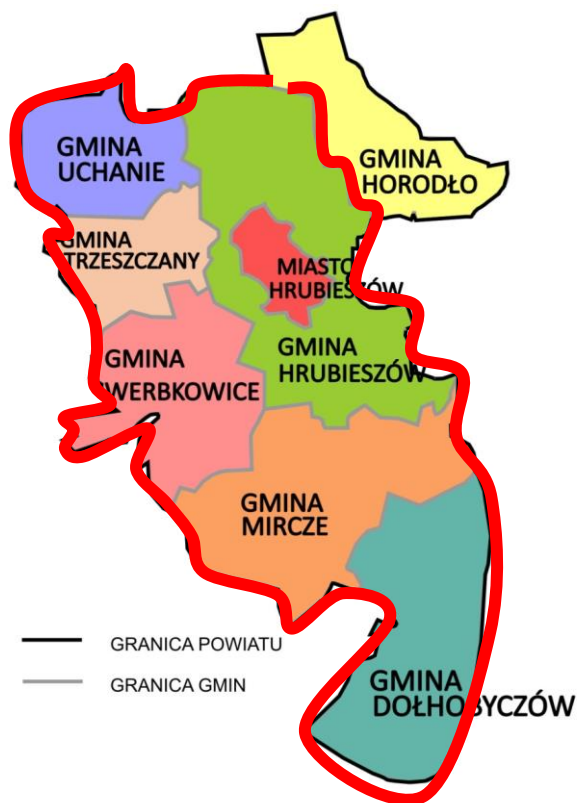 GMINA
UCHANIE
GMINA
HORODŁO
GMINA
TRZESZCZANY
MIASTO
HRUBIESZÓW
GMINA
HRUBIESZÓW
GMINA
WERBKOWICE
GMINA
MIRCZE
GRANICA POWIATU
GRANICA GMIN
GMINA
DOŁHOBYCZÓW